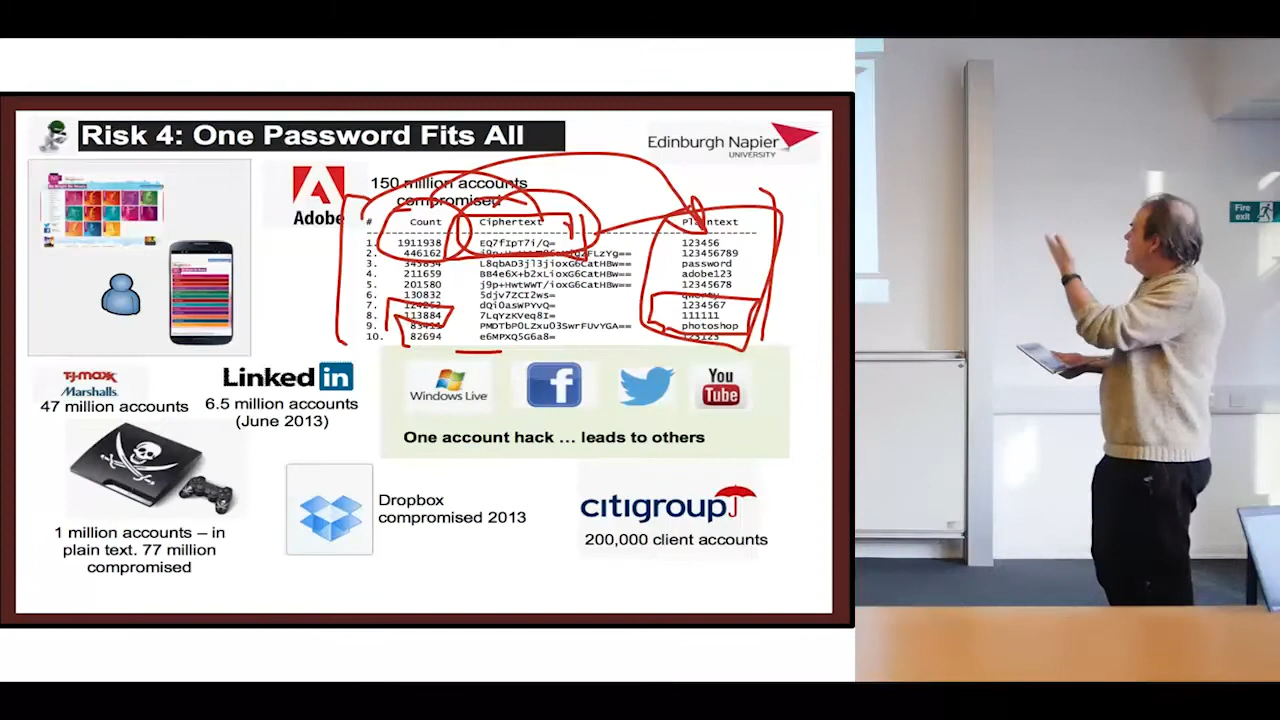 Risk 4: One Password Fits All
Edinburgh Napier
UNIVERSITY
Adobe
150 million accounts
compromised
# Count Ciphertext Plaintext
1. 1911938 EQ7fIpT7i/Q= 123456
2. 446162 123456789
3. L8qbAD3jl3jioxG6CatHBw== password
4. 211659 BB4e6X+b2xLioxG6CatHBw== adobe123
5. 201580 j9p+HwtWWT/ioxG6CatHBw== 12345678
6. 130832 5djv7ZCI2ws= qwerty
7. dQi0asWPYvQ= 1234567
8. 113884 7LqYzKVeq8I= 111111
9. PMDTbP0LZxu03SwrFUvYGA== photoshop
10. 82694 e6MPXQ5G6a8= 123123
T·J·maxx
Marshalls.
47 million accounts
Linked in
6.5 million accounts
(June 2013)
Windows Live
f
You
Tube
One account hack … leads to others
1 million accounts – in
plain text. 77 million
compromised
Dropbox
compromised 2013
citigroup
200,000 client accounts
Fire
exit